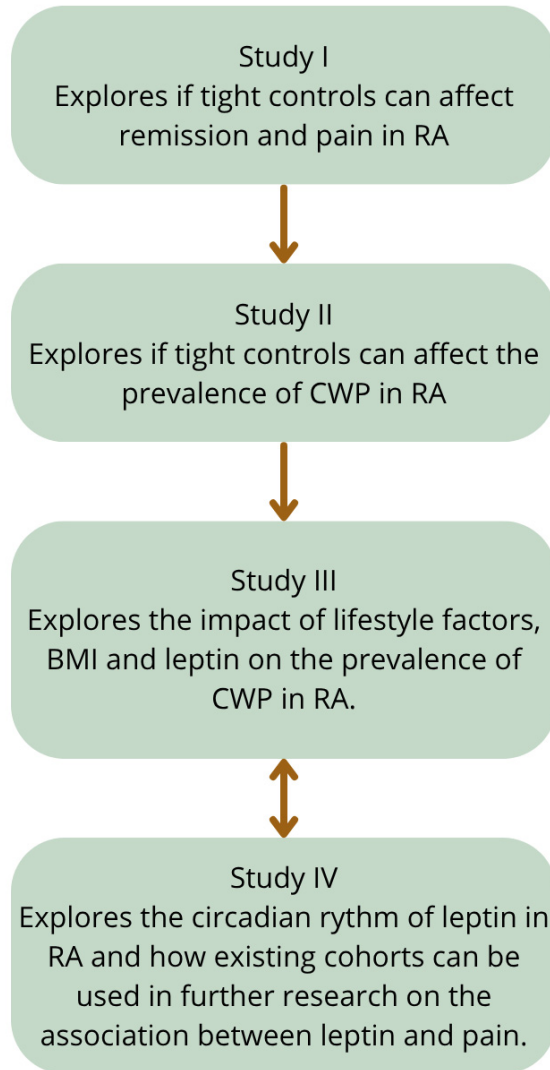 Study I
Explores if tight controls can affect
remission and pain in RA
Study II
Explores if tight controls can affect the
prevalence of CWP in RA
Study III
Explores the impact of lifestyle factors,
BMI and leptin on the prevalence of
CWP in RA.
Study IV
Explores the circadian rythm of leptin in
RA and how existing cohorts can be
used in further research on the
association between leptin and pain.